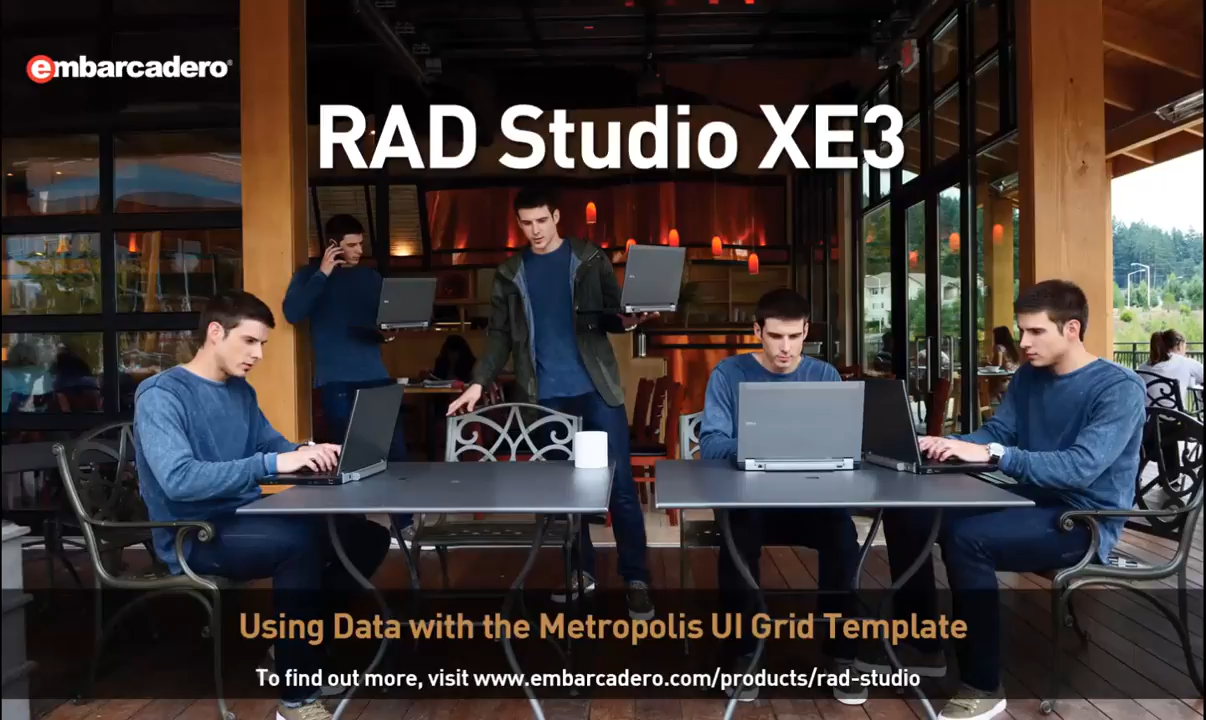 embarcadero®
RAD Studio XE3
Using Data with the Metropolis UI Grid Template
To find out more, visit www.embarcadero.com/products/rad-studio